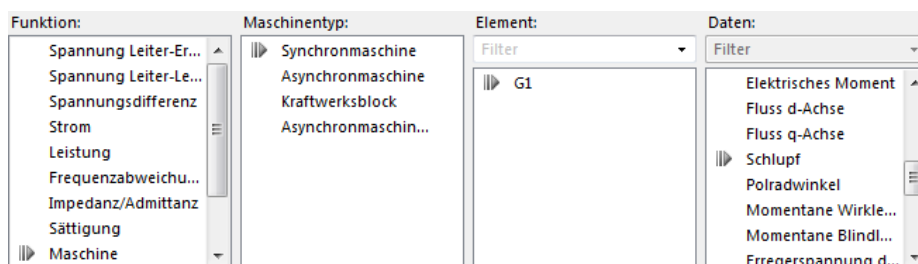 Funktion:
Spannung Leiter-Er...
Spannung Leiter-Le...
Spannungsdifferenz
Strom
Leistung
Frequenzabweichu...
Impedanz/Admittanz
Sättigung
Maschine
Maschinentyp:
Synchronmaschine
Asynchronmaschine
Kraftwerksblock
Asynchronmaschin...
Element:
Filter
G1
Daten:
Filter
Elektrisches Moment
Fluss d-Achse
Fluss q-Achse
Schlupf
Polradwinkel
Momentane Wirkle...
Momentane Blindl...
Erregerspannung d...